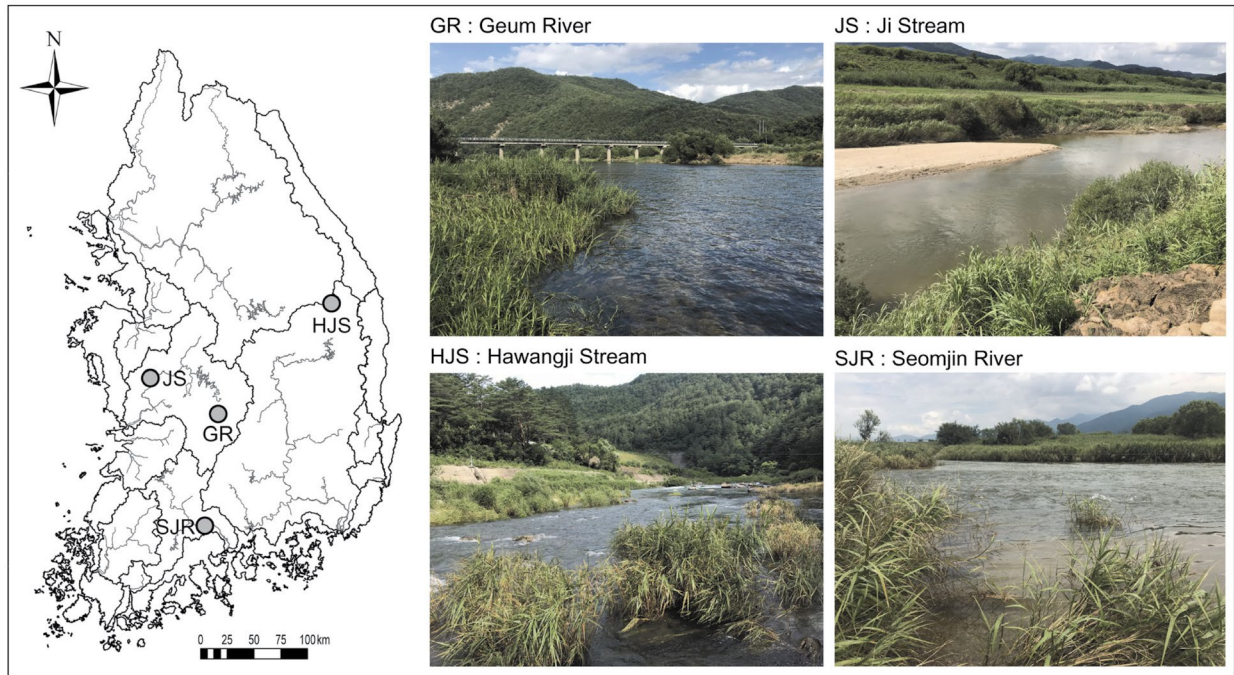 N
HJS
JS
GR
SJR
0 25 50 75 100 km
GR : Geum River
JS : Ji Stream
HJS : Hawangji Stream
SJR : Seomjin River